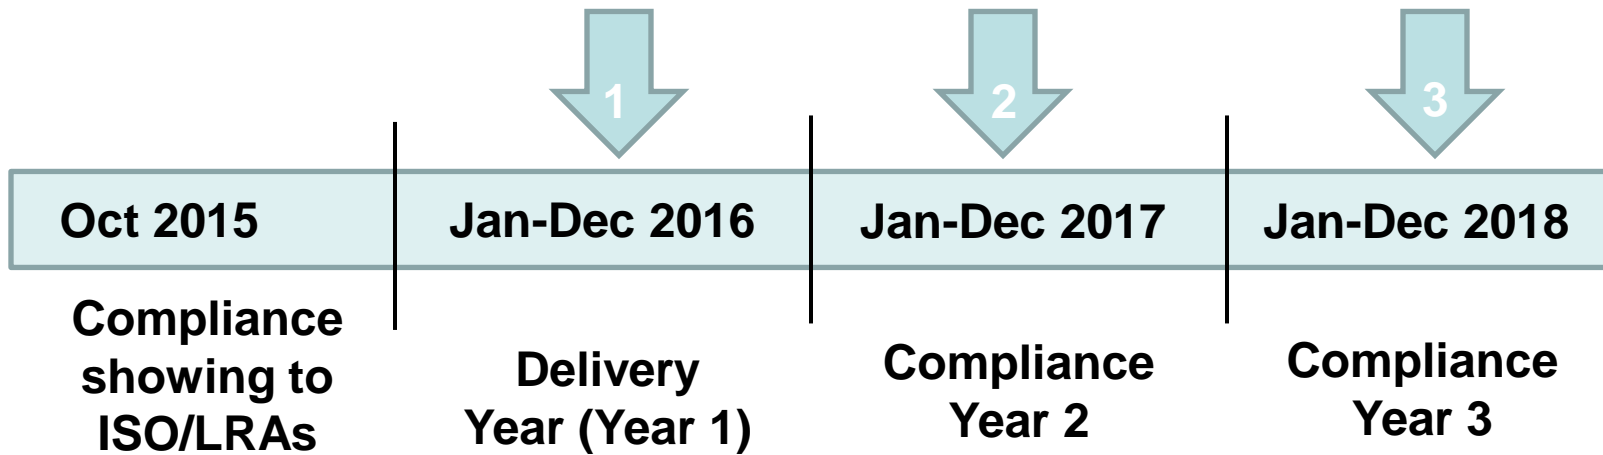 1
2
3
Oct 2015
Jan-Dec 2016
Jan-Dec 2017
Jan-Dec 2018
Compliance
showing to
ISO/LRAs
Delivery
Year (Year 1)
Compliance
Year 2
Compliance
Year 3